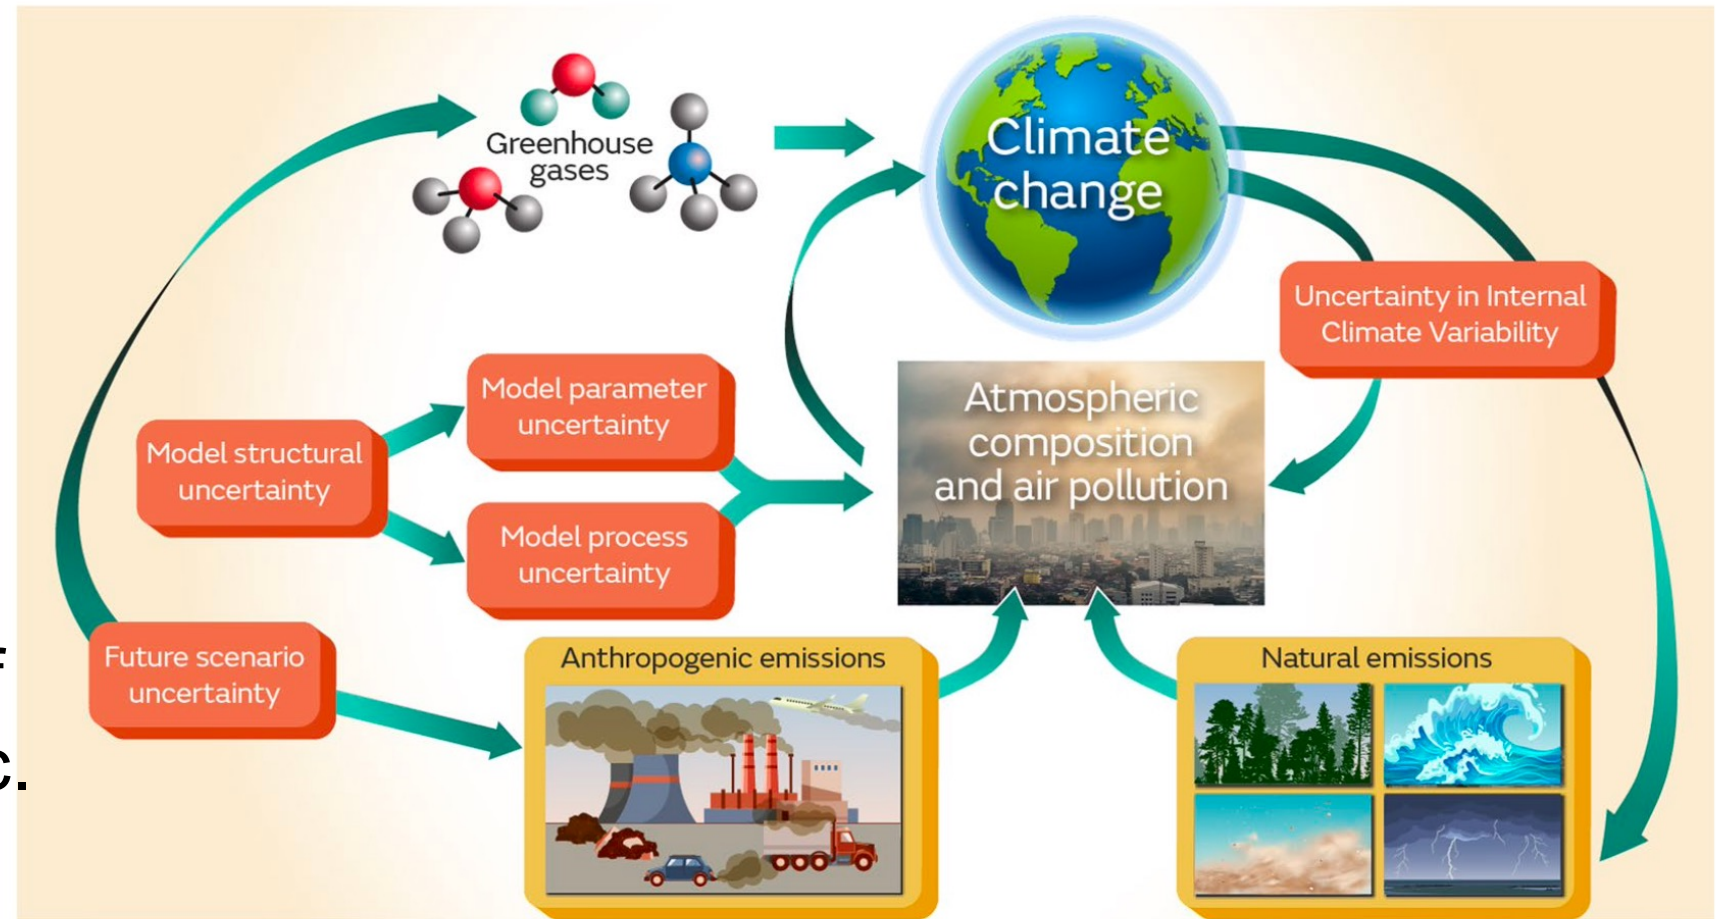 Greenhouse
gases
Climate
change
Uncertainty in Internal
Climate Variability
Model parameter
uncertainty
Atmospheric
composition
and air pollution
Model structural
uncertainty
Model process
uncertainty
Future scenario
uncertainty
Anthropogenic emissions
Natural emissions
c.